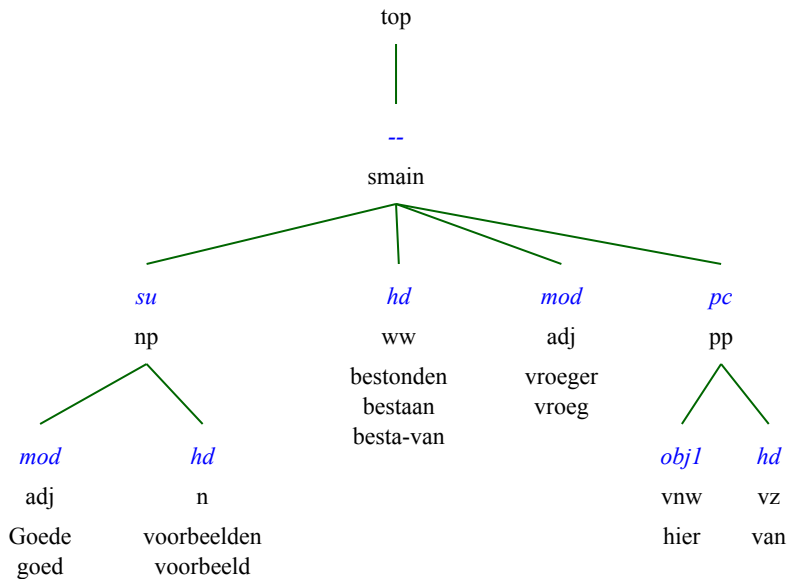 top
--
smain
su hd mod pc
np ww adj pp
bestonden vroeger
bestaan vroeg
besta-van
mod hd obj1 hd
adj n vnw vz
Goede voorbeelden hier van
goed voorbeeld